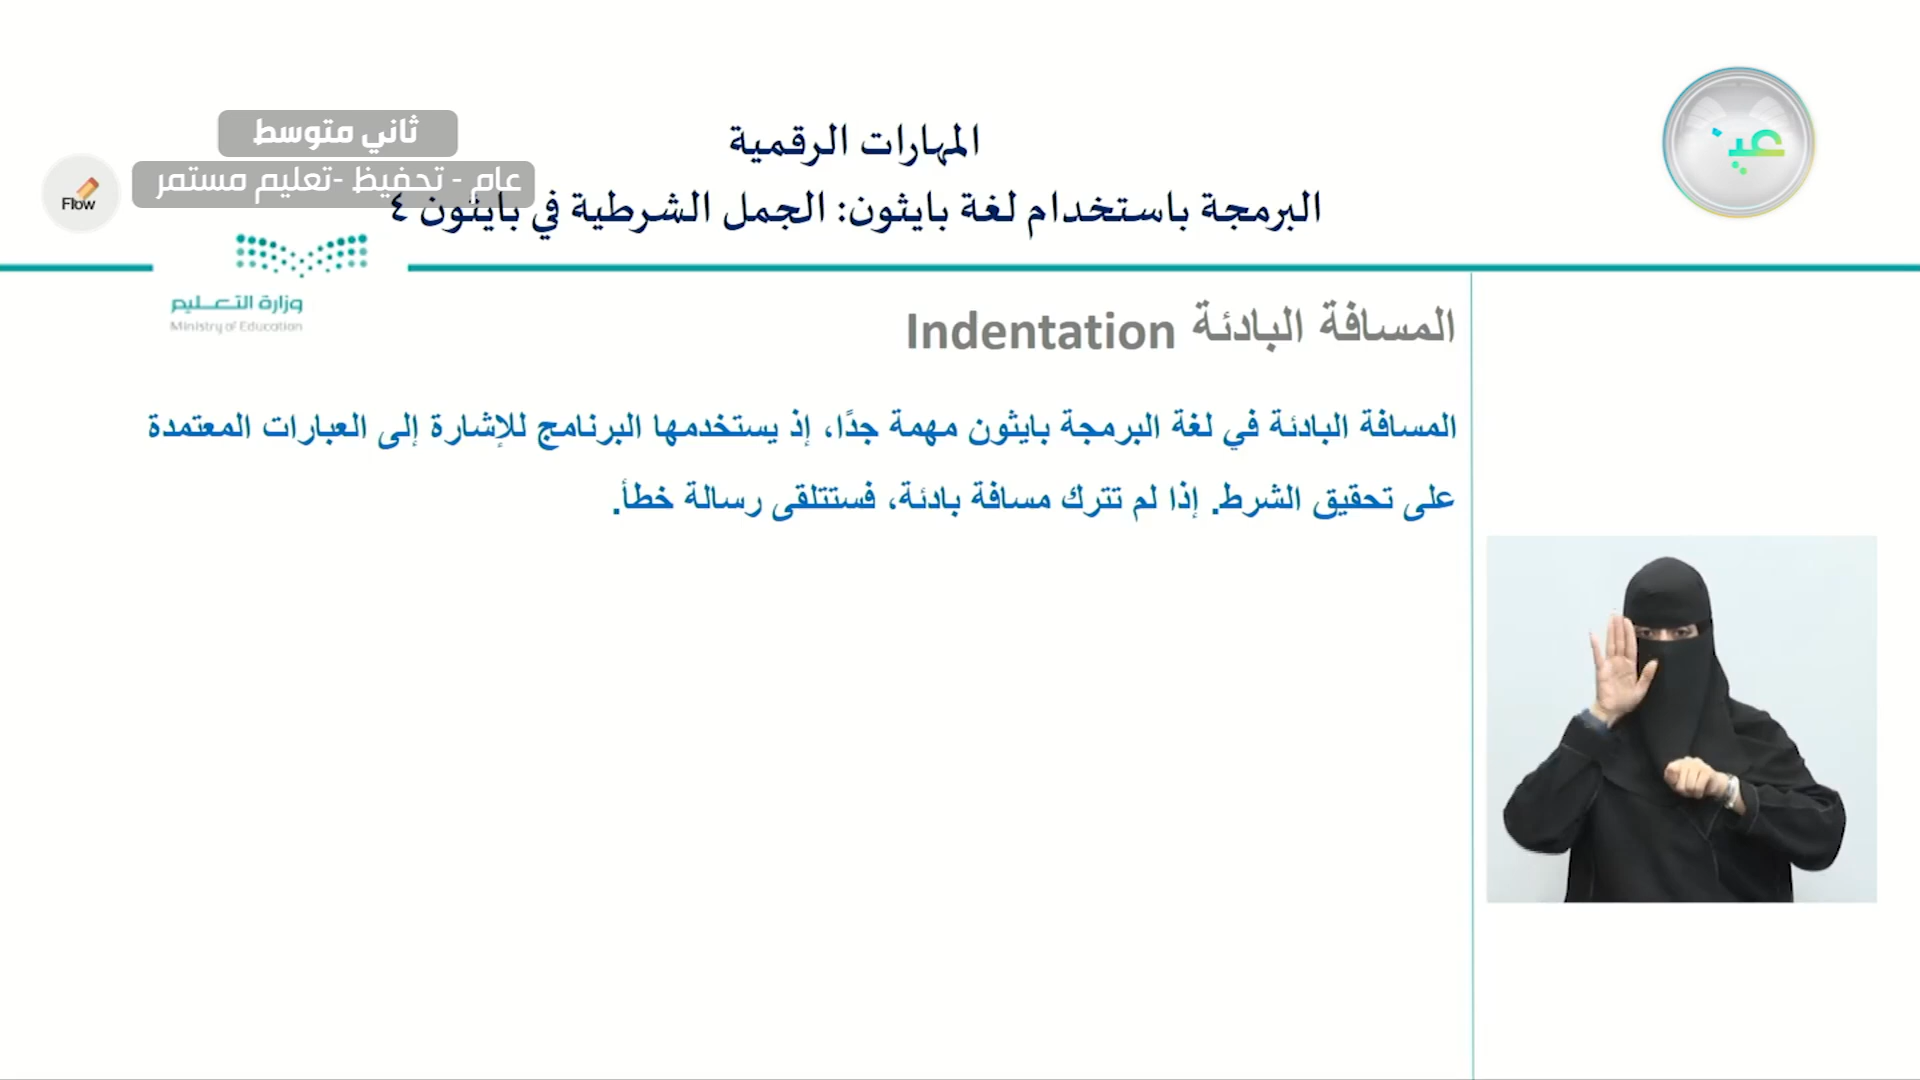 المهارات الرقمية
البرمجة باستخدام لغة بايثون: الجمل الشرطية في بايثون ٤
ثاني متوسط
عام - تحفيظ -تعليم مستمر
Flow
عين
وزارة التعـــليم
Ministry of Education
المسافة البادئة Indentation
المسافة البادئة في لغة البرمجة بايثون مهمة جدًا، إذ يستخدمها البرنامج للإشارة إلى العبارات المعتمدة
على تحقيق الشرط. إذا لم تترك مسافة بادئة، فستتلقى رسالة خطأ.